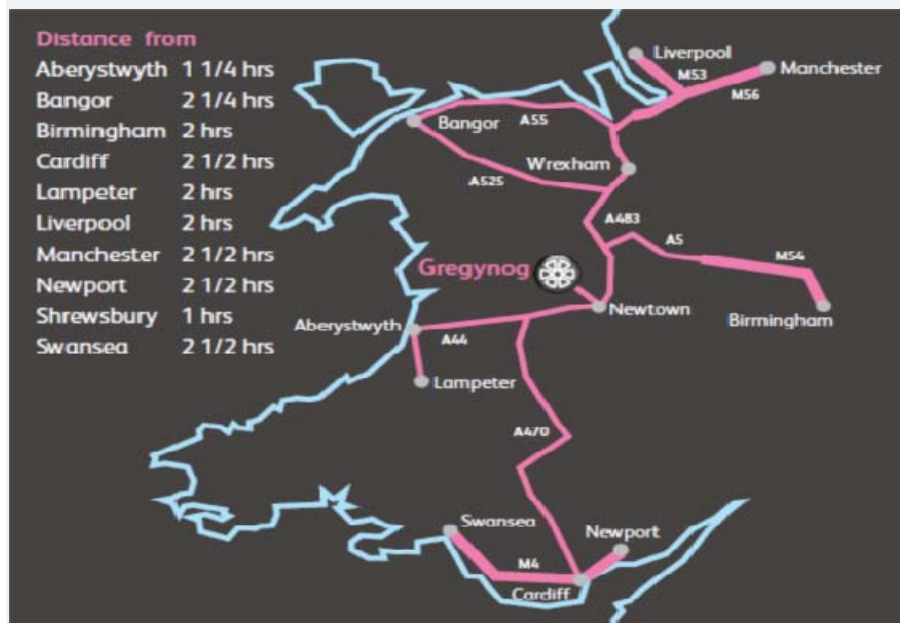 Distance from
Aberystwyth 1 1/4 hrs
Bangor 2 1/4 hrs
Birmingham 2 hrs
Cardiff 2 1/2 hrs
Lampeter 2 hrs
Liverpool 2 hrs
Manchester 2 1/2 hrs
Newport 2 1/2 hrs
Shrewsbury 1 hrs
Swansea 2 1/2 hrs
Liverpool
Manchester
M53
M56
Bangor
A55
Wrexham
A525
A483
A5
M54
Gregynog
Newtown
Birmingham
Aberystwyth
A44
Lampeter
A470
Swansea
Newport
M4
Cardiff